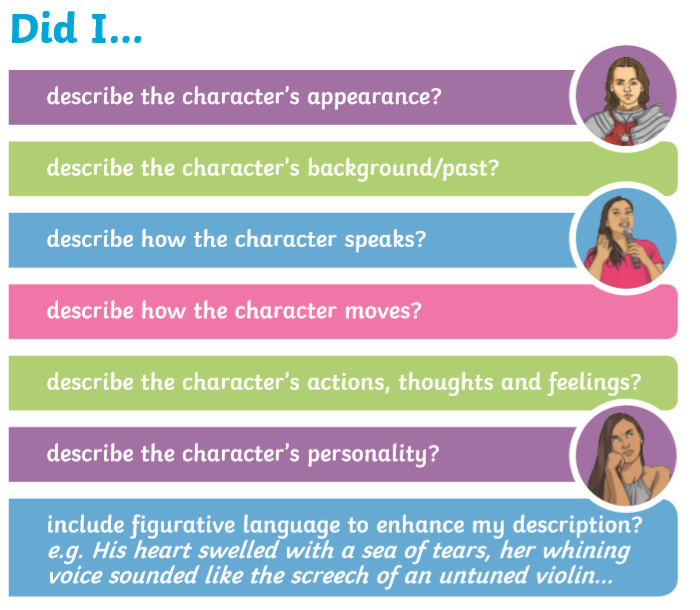 Did I...
describe the character's appearance?
describe the character's background/past?
describe how the character speaks?
describe how the character moves?
describe the character's actions, thoughts and feelings?
describe the character's personality?
include figurative language to enhance my description?
e.g. His heart swelled with a sea of tears, her whining
voice sounded like the screech of an untuned violin...